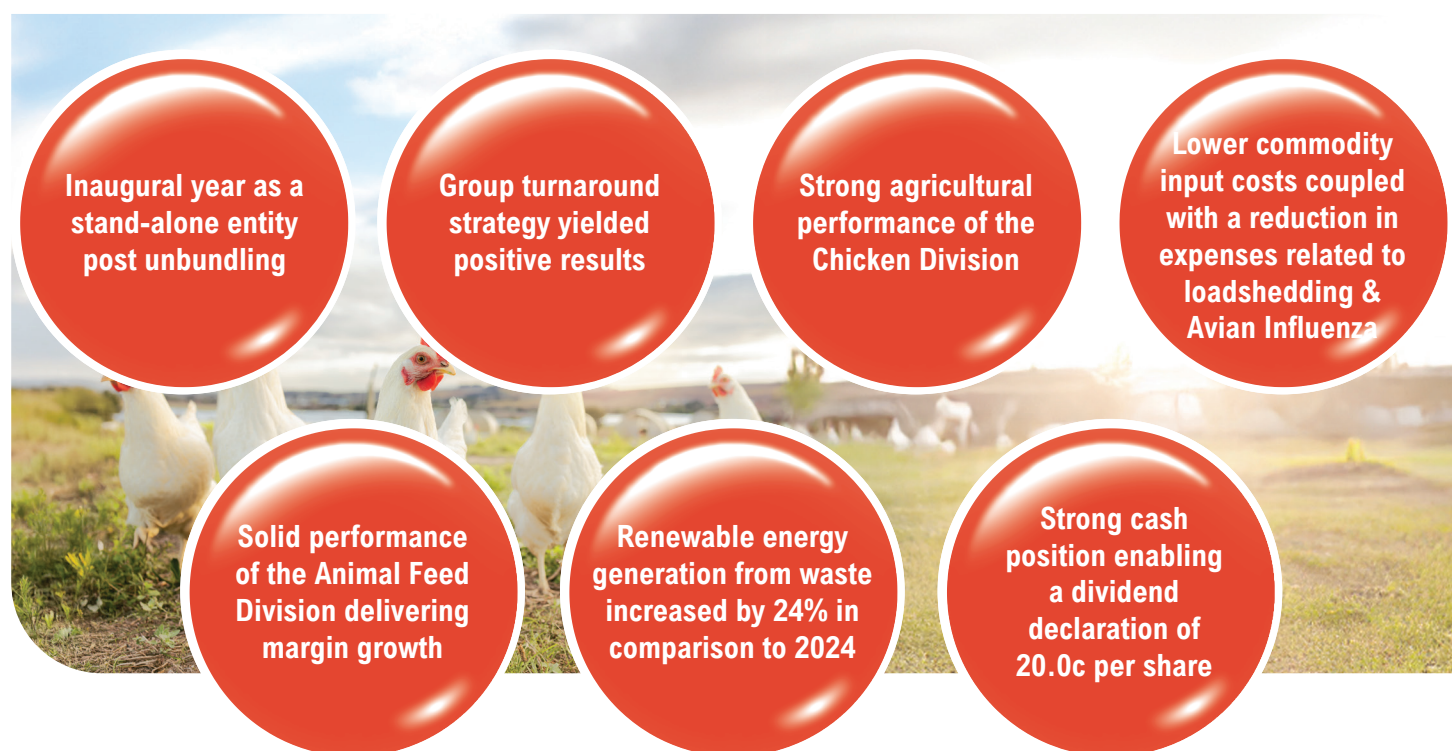 Inaugural year as a
stand-alone entity
post unbundling
Group turnaround
strategy yielded
positive results
Strong agricultural
performance of the
Chicken Division
Lower commodity
input costs coupled
with a reduction in
expenses related to
loadshedding &
Avian Influenza
Solid performance
of the Animal Feed
Division delivering
margin growth
Renewable energy
generation from waste
increased by 24% in
comparison to 2024
Strong cash
position enabling
a dividend
declaration of
20.0c per share